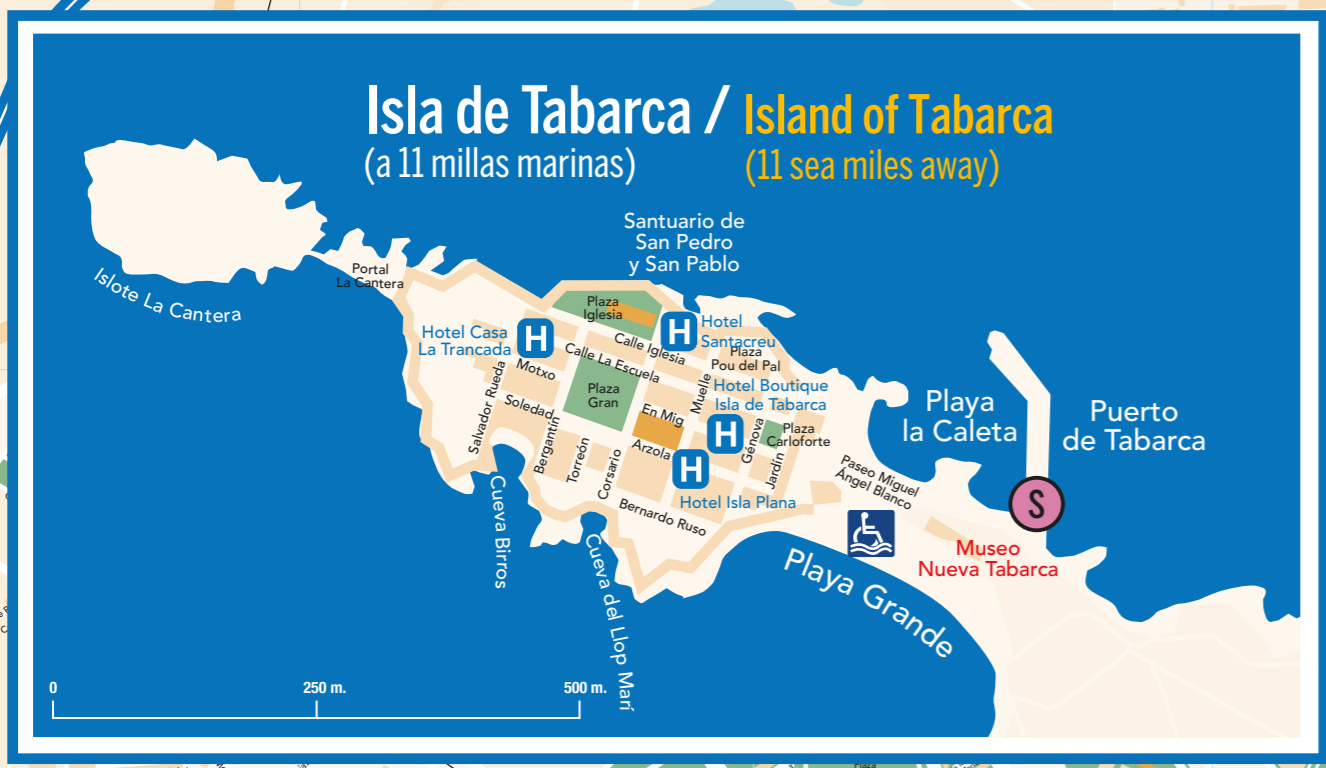 Isla de Tabarca / Island of Tabarca
(a 11 millas marinas) (11 sea miles away)
Santuario de
San Pedro
y San Pablo
Portal
La Cantera
Islote La Cantera
Plaza
Iglesia
Hotel Casa
La Trancada
H
H
Hotel
Santacreu
Calle Iglesia
Plaza
Pou del Pal
Calle La Escuela
Motxo
Salvador Rueda
Plaza
Gran
Muelle
Hotel Boutique
Isla de Tabarca
Soledad
En Mig
H
Génova
Plaza
Carloforte
Playa
la Caleta
Puerto
de Tabarca
Bergantín
Torreón
Corsario
Arzola
H
Jardín
Hotel Isla Plana
Bernardo Ruso
Paseo Miguel
Ángel Blanco
S
Museo
Nueva Tabarca
Cueva Birros
Cueva del Llop Marí
Playa Grande
0 250 m. 500 m.
Plaza